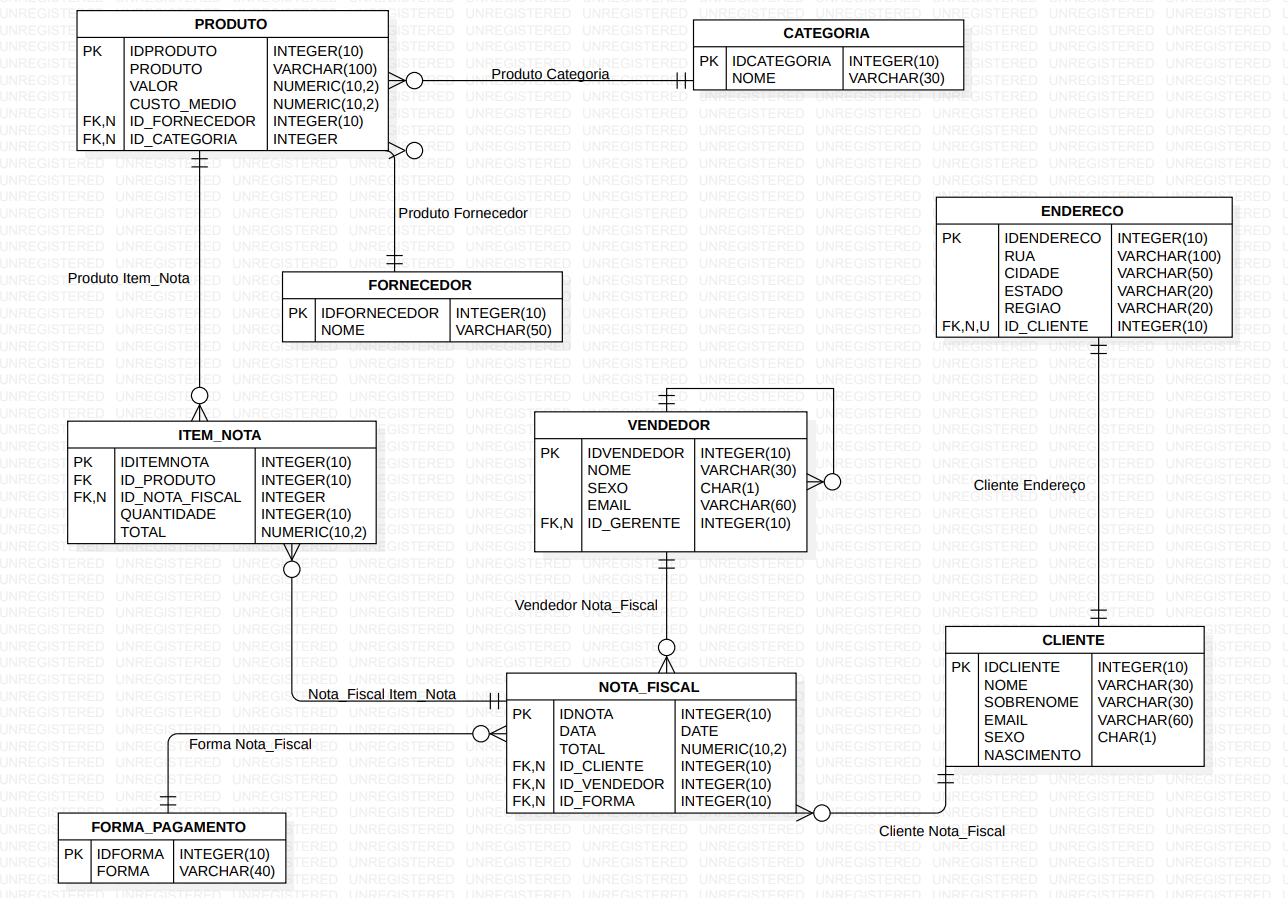 PRODUTO
PK IDPRODUTO INTEGER(10)
PRODUTO VARCHAR(100)
VALOR NUMERIC(10,2)
CUSTO_MEDIO NUMERIC(10,2)
FK,N ID_FORNECEDOR INTEGER(10)
FK,N ID_CATEGORIA INTEGER
Produto Categoria
CATEGORIA
PK IDCATEGORIA INTEGER(10)
NOME VARCHAR(30)
Produto Fornecedor
Produto Item_Nota
FORNECEDOR
PK IDFORNECEDOR INTEGER(10)
NOME VARCHAR(50)
ENDERECO
PK IDENDERECO INTEGER(10)
RUA VARCHAR(100)
CIDADE VARCHAR(50)
ESTADO VARCHAR(20)
REGIAO VARCHAR(20)
FK,N,U ID_CLIENTE INTEGER(10)
ITEM_NOTA
PK IDITEMNOTA INTEGER(10)
FK ID_PRODUTO INTEGER(10)
FK,N ID_NOTA_FISCAL INTEGER
QUANTIDADE INTEGER(10)
TOTAL NUMERIC(10,2)
VENDEDOR
PK IDVENDEDOR INTEGER(10)
NOME VARCHAR(30)
SEXO CHAR(1)
EMAIL VARCHAR(60)
FK,N ID_GERENTE INTEGER(10)
Cliente Endereço
Vendedor Nota_Fiscal
CLIENTE
PK IDCLIENTE INTEGER(10)
NOME VARCHAR(30)
SOBRENOME VARCHAR(30)
EMAIL VARCHAR(60)
SEXO CHAR(1)
NASCIMENTO
Nota_Fiscal Item_Nota
NOTA_FISCAL
PK IDNOTA INTEGER(10)
DATA DATE
TOTAL NUMERIC(10,2)
FK,N ID_CLIENTE INTEGER(10)
FK,N ID_VENDEDOR INTEGER(10)
FK,N ID_FORMA INTEGER(10)
Forma Nota_Fiscal
Cliente Nota_Fiscal
FORMA_PAGAMENTO
PK IDFORMA INTEGER(10)
FORMA VARCHAR(40)
UNREGISTERED